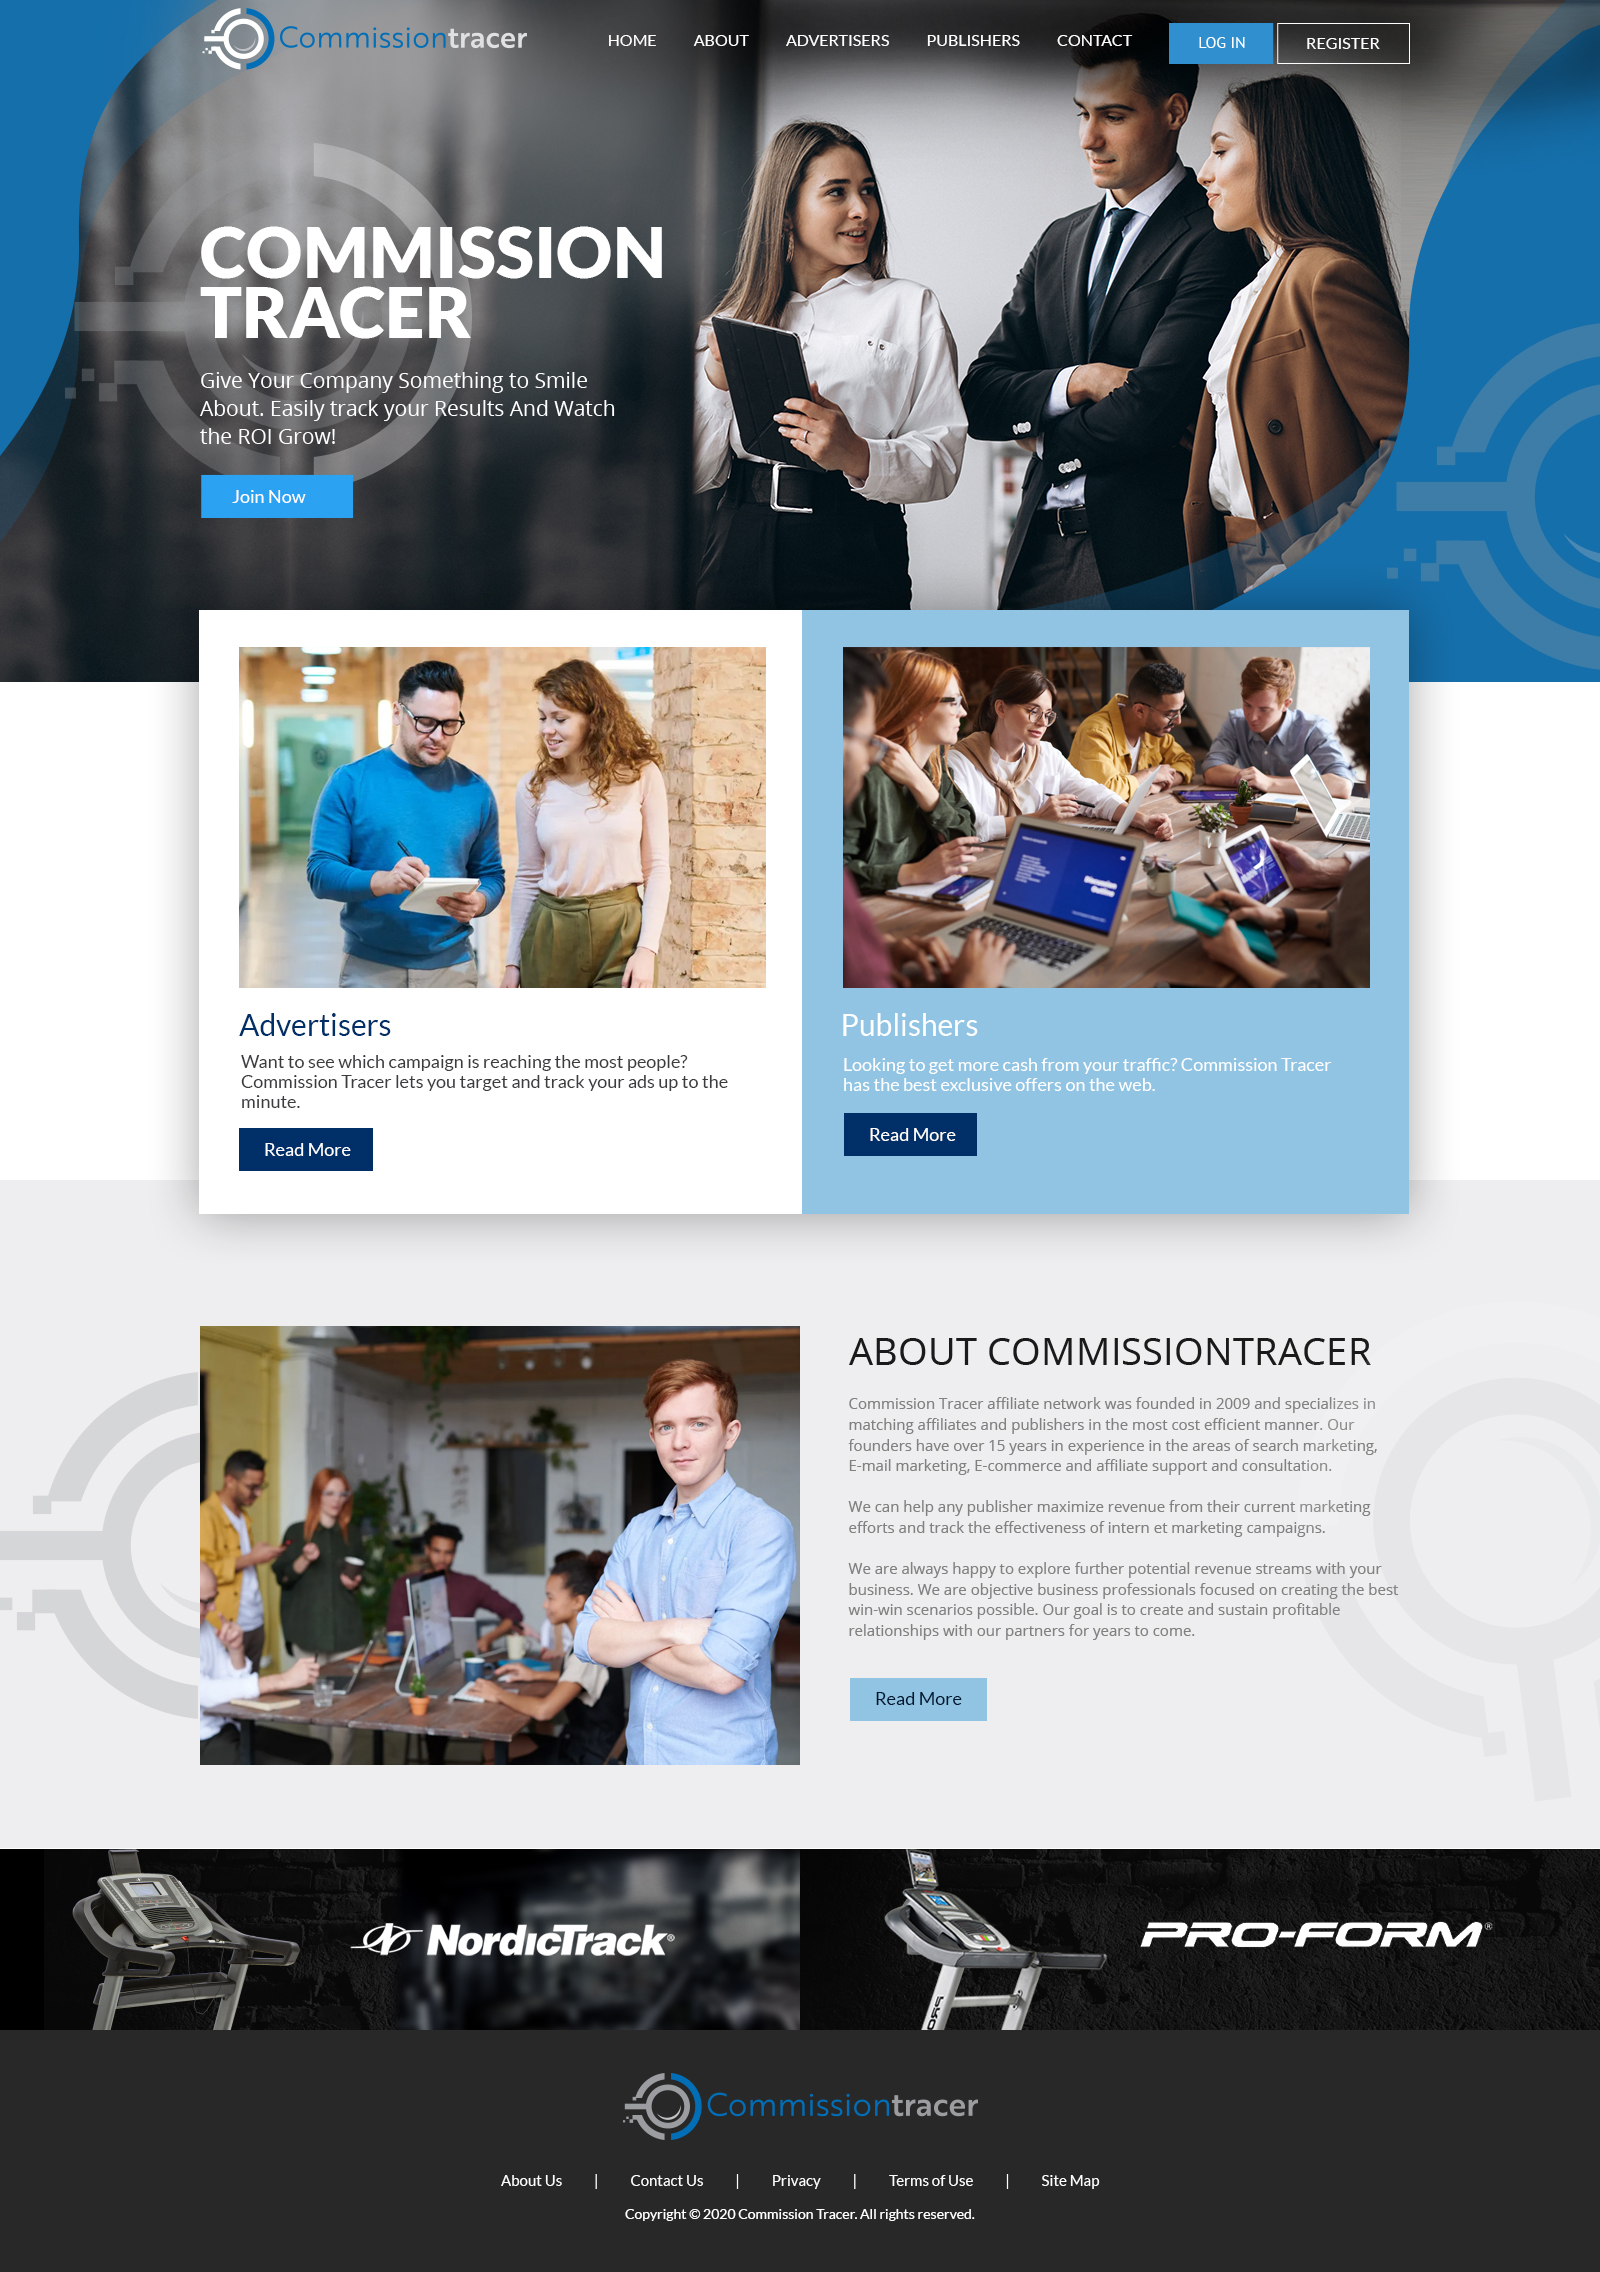 Commissiontracer
HOME ABOUT ADVERTISERS PUBLISHERS CONTACT LOG IN REGISTER
COMMISSION
TRACER
Give Your Company Something to Smile
About. Easily track your Results And Watch
the ROI Grow!
Join Now
Advertisers
Want to see which campaign is reaching the most people?
Commission Tracer lets you target and track your ads up to the
minute.
Read More
Publishers
Looking to get more cash from your traffic? Commission Tracer
has the best exclusive offers on the web.
Read More
ABOUT COMMISSIONTRACER
Commission Tracer affiliate network was founded in 2009 and specializes in
matching affiliates and publishers in the most cost efficient manner. Our
founders have over 15 years in experience in the areas of search marketing,
E-mail marketing, E-commerce and affiliate support and consultation.
We can help any publisher maximize revenue from their current marketing
efforts and track the effectiveness of intern et marketing campaigns.
We are always happy to explore further potential revenue streams with your
business. We are objective business professionals focused on creating the best
win-win scenarios possible. Our goal is to create and sustain profitable
relationships with our partners for years to come.
Read More
NordicTrack®
PRO-FORM®
Commissiontracer
About Us | Contact Us | Privacy | Terms of Use | Site Map
Copyright © 2020 Commission Tracer. All rights reserved.